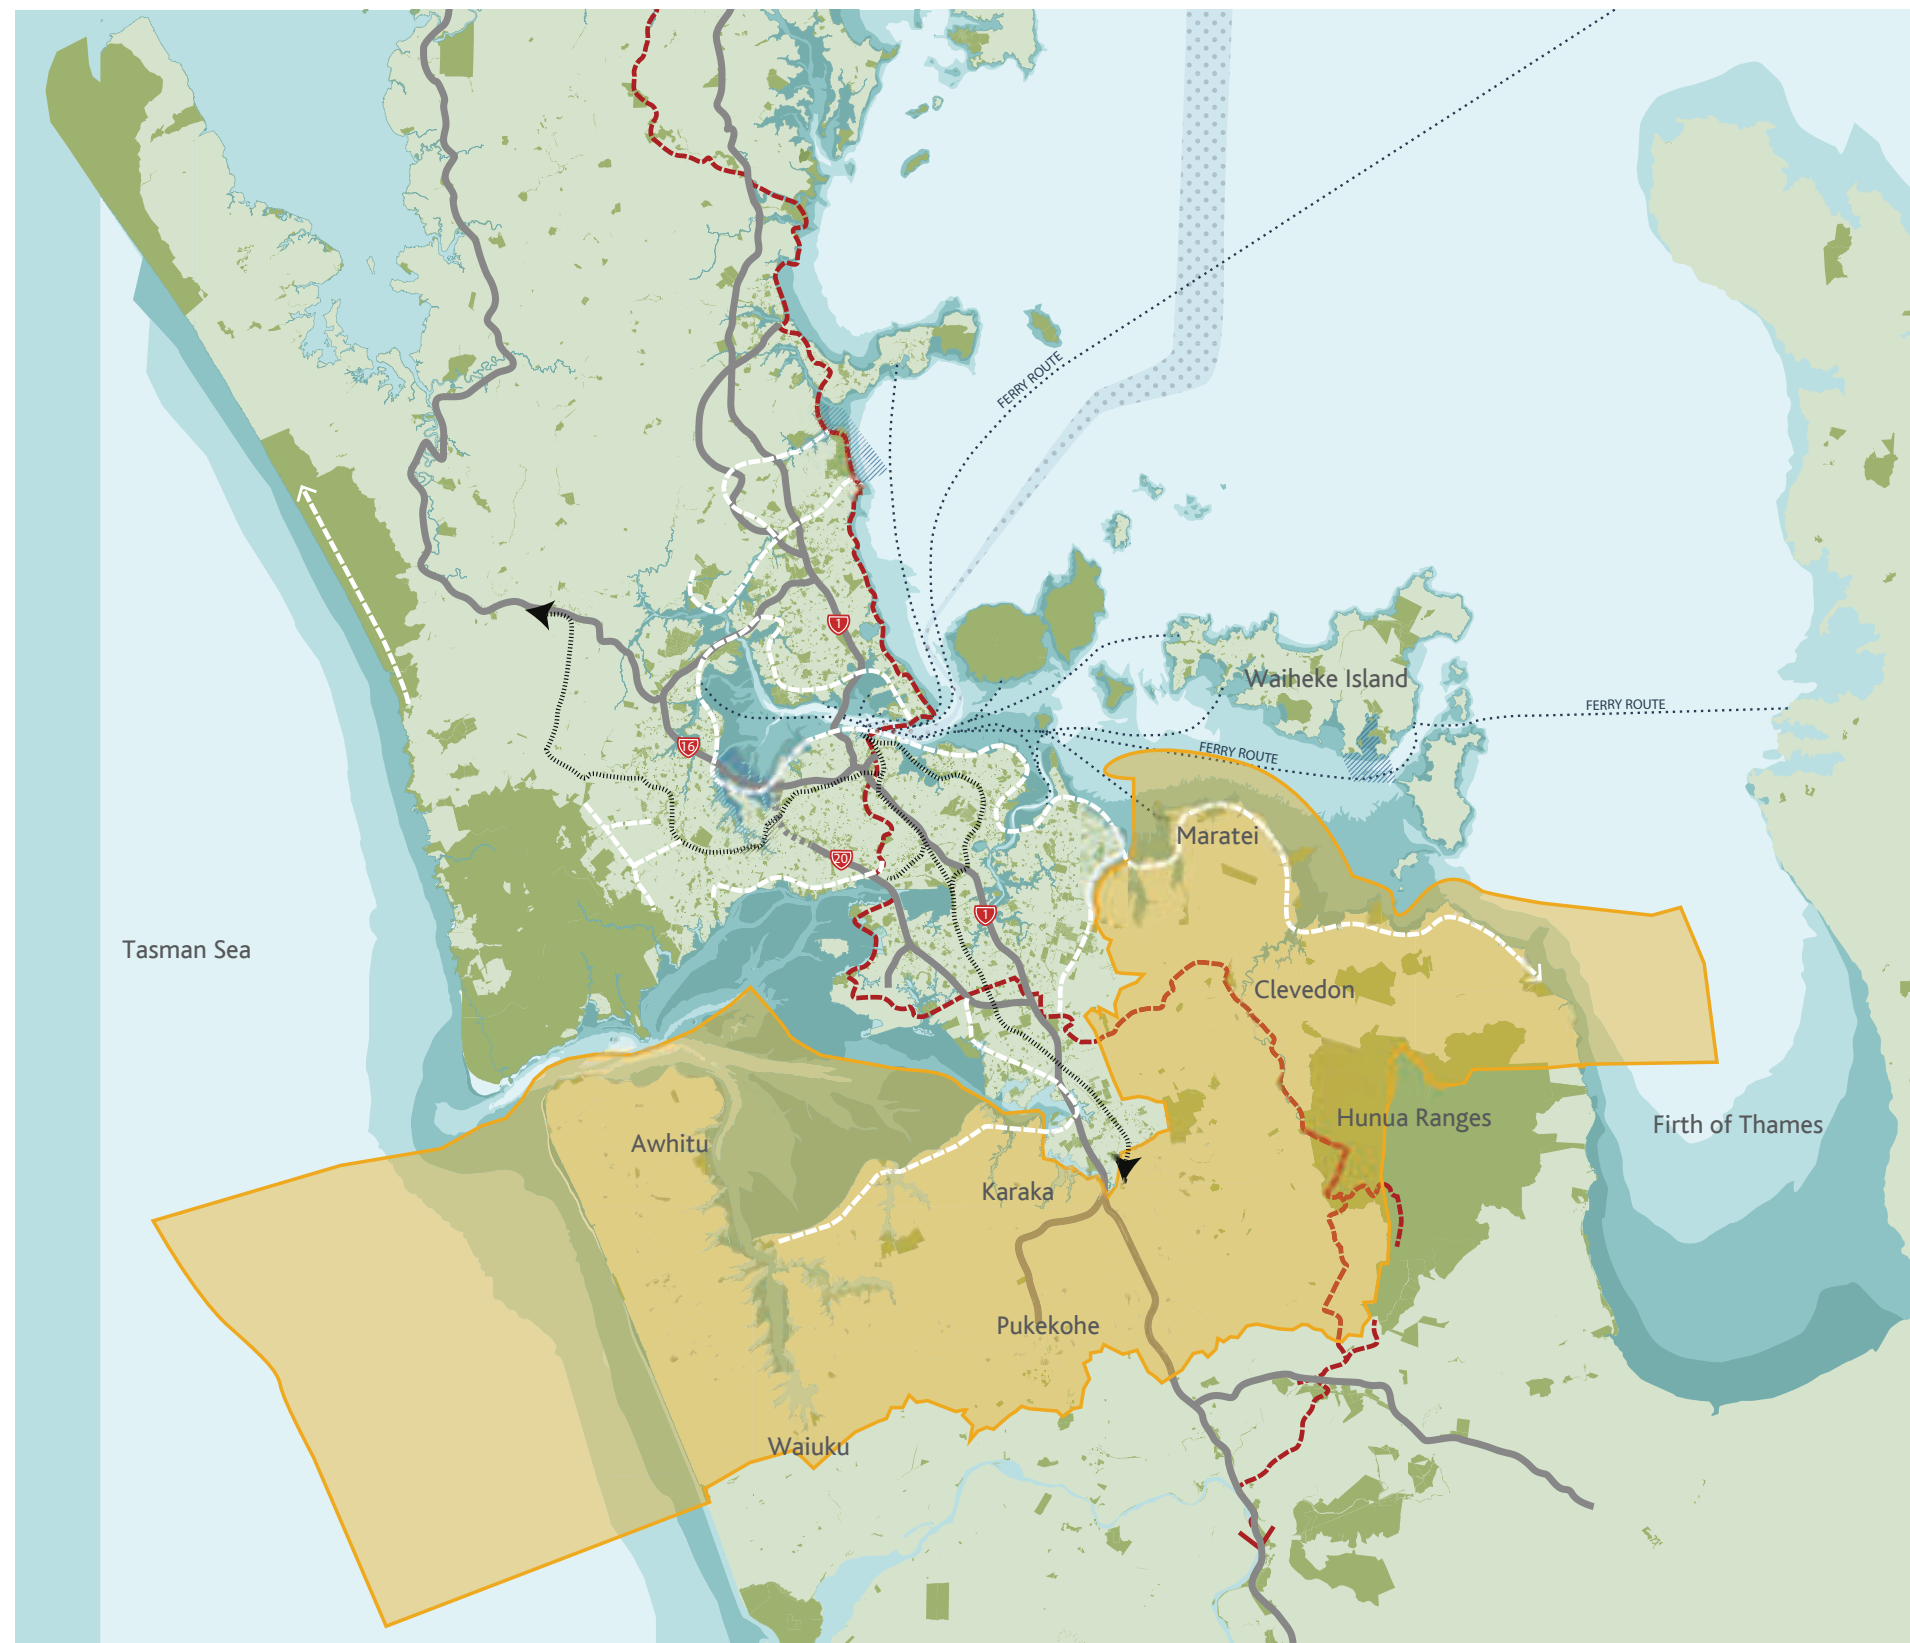 FERRY ROUTE
1
Waiheke Island
FERRY ROUTE
16
FERRY ROUTE
Maratei
20
1
Tasman Sea
Clevedon
Hunua Ranges
Firth of Thames
Awhitu
Karaka
Pukekohe
Waiuku